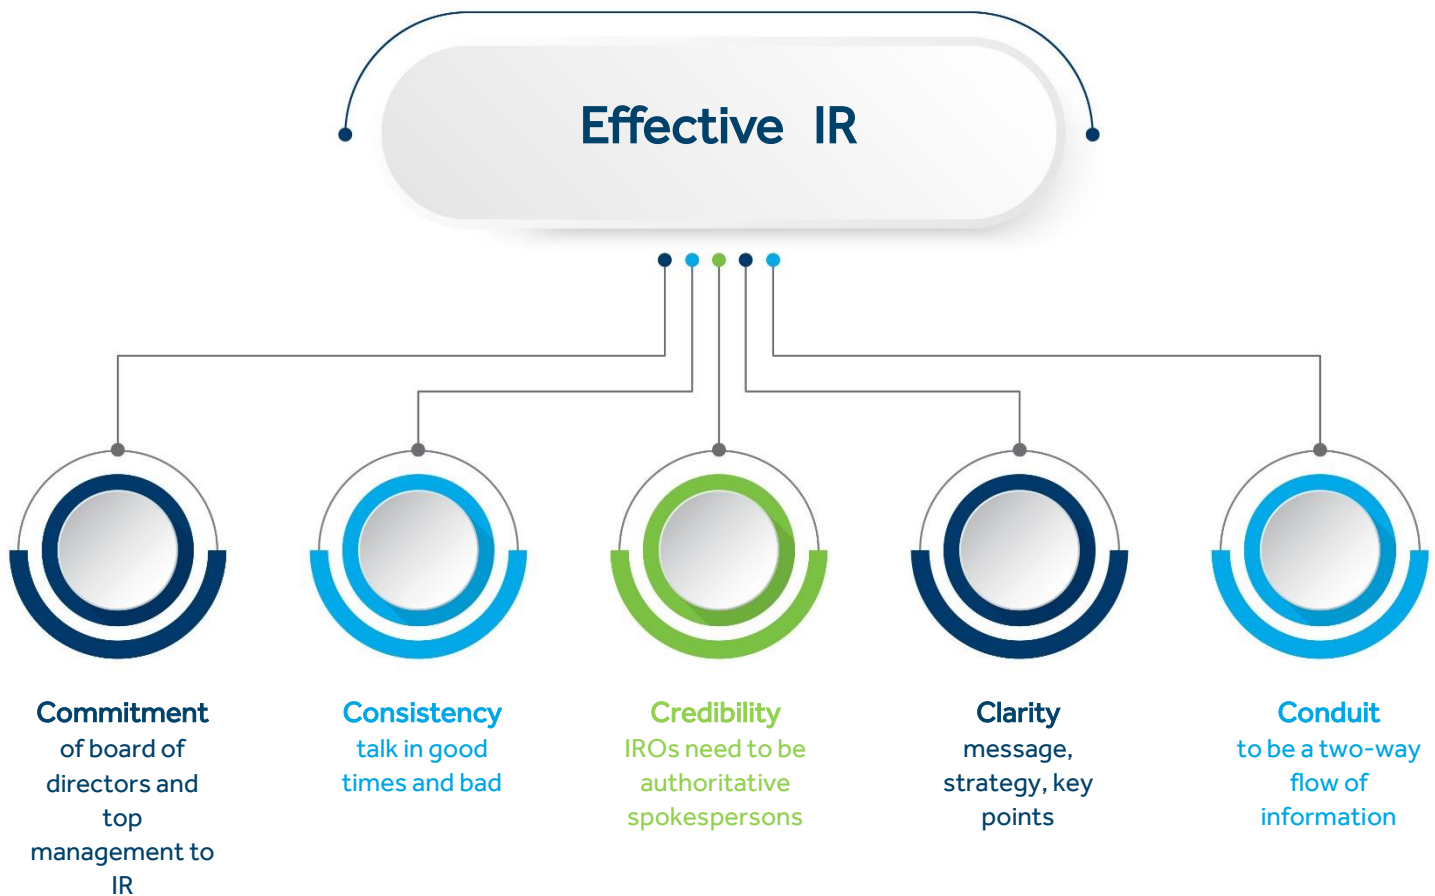 Effective IR
Commitment
of board of
directors and
top
management to
IR
Consistency
talk in good
times and bad
Credibility
IROs need to be
authoritative
spokespersons
Clarity
message,
strategy, key
points
Conduit
to be a two-way
flow of
information